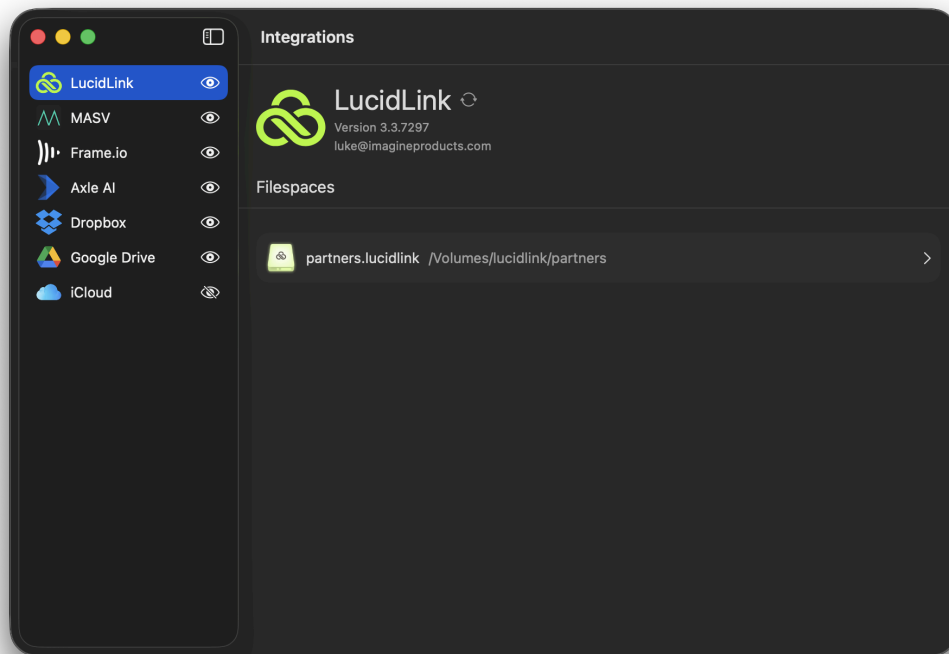 Integrations
LucidLink
MASV
Frame.io
Axle AI
Dropbox
Google Drive
iCloud
LucidLink
Version 3.3.7297
luke@imagineproducts.com
Filespaces
partners.lucidlink /Volumes/lucidlink/partners